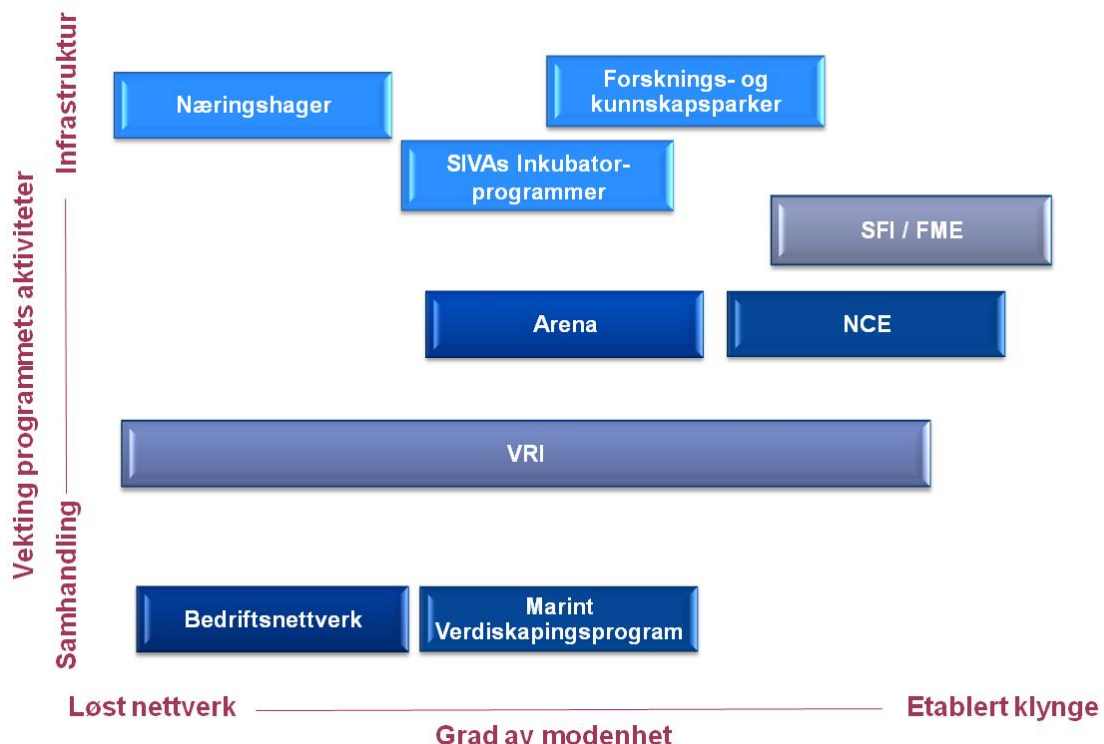 Vekting programmets aktiviteter
Infrastruktur
Samhandling
Næringshager
Forsknings- og
kunnskapsparker
SIVAs Inkubator-
programmer
SFI / FME
Arena
NCE
VRI
Bedriftsnettverk
Marint
Verdiskapingsprogram
Løst nettverk
Etablert klynge
Grad av modenhet